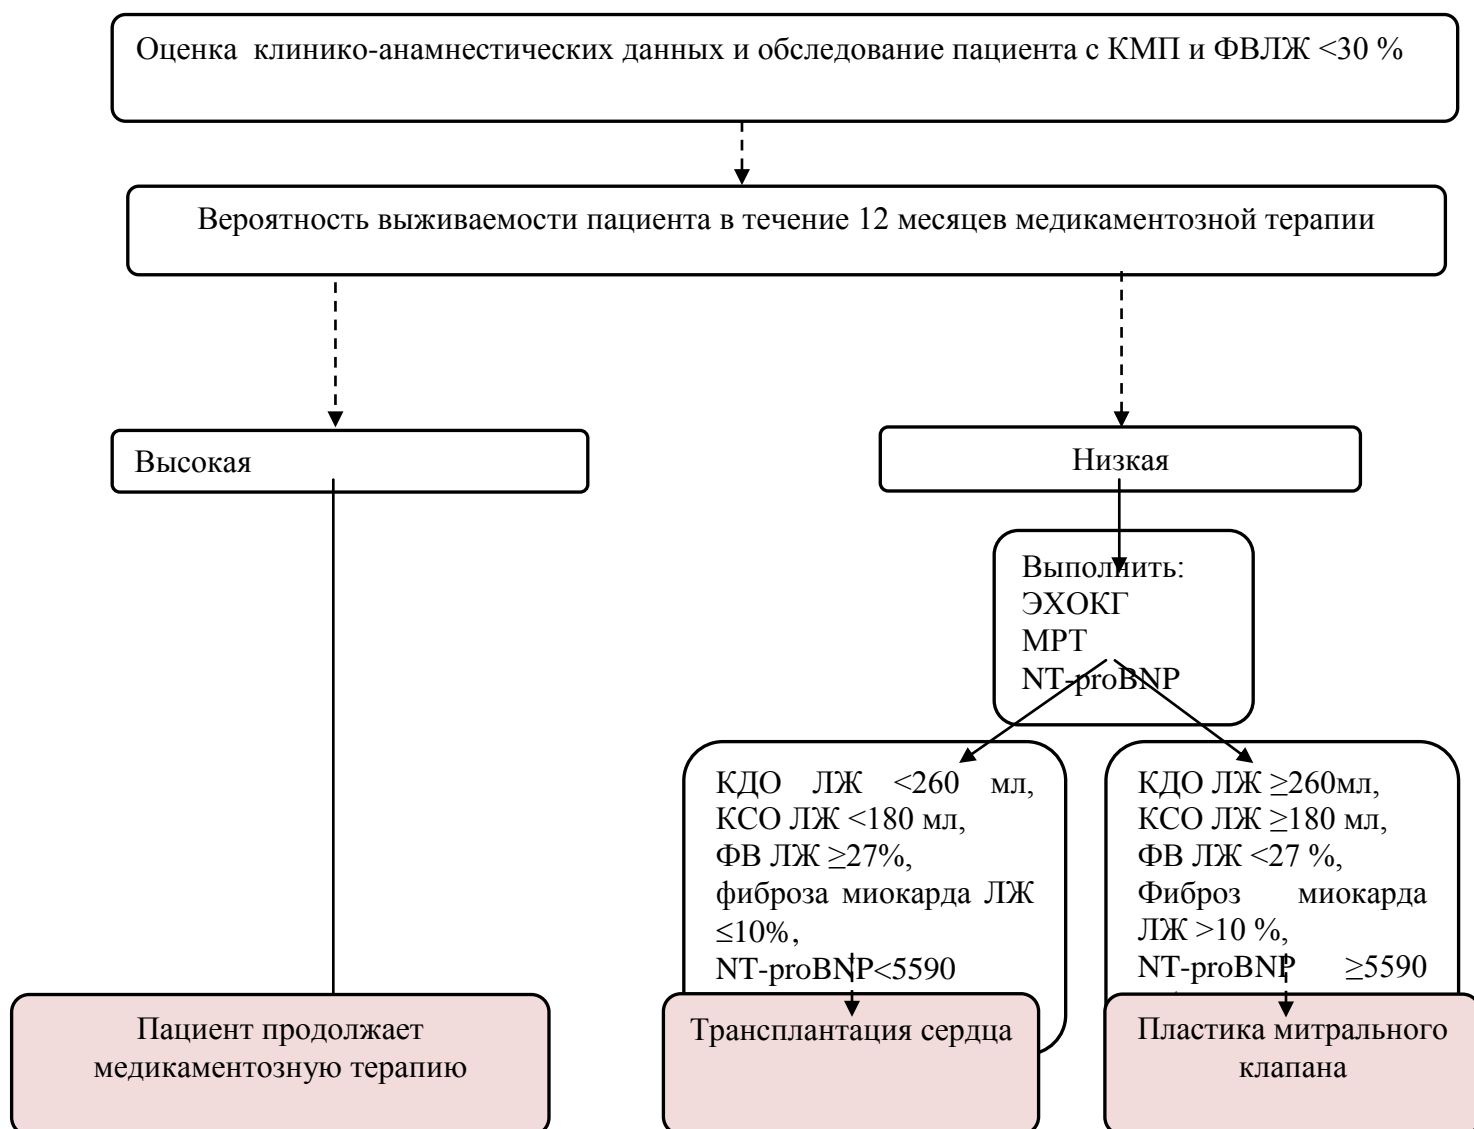 Оценка клинико-анамнестических данных и обследование пациента с КМП и ФВЛЖ <30 %
Вероятность выживаемости пациента в течение 12 месяцев медикаментозной терапии
Высокая
Низкая
Выполнить:
ЭХОКГ
МРТ
NT-proBNP
КДО ЛЖ <260 мл,
КСО ЛЖ <180 мл,
ФВ ЛЖ ≥27%,
фиброза миокарда ЛЖ
≤10%,
NT-proBNP<5590
КДО ЛЖ ≥260мл,
КСО ЛЖ ≥180 мл,
ФВ ЛЖ <27 %,
Фиброз миокарда
ЛЖ >10 %,
NT-proBNP ≥5590
Пациент продолжает
медикаментозную терапию
Трансплантация сердца
Пластика митрального
клапана